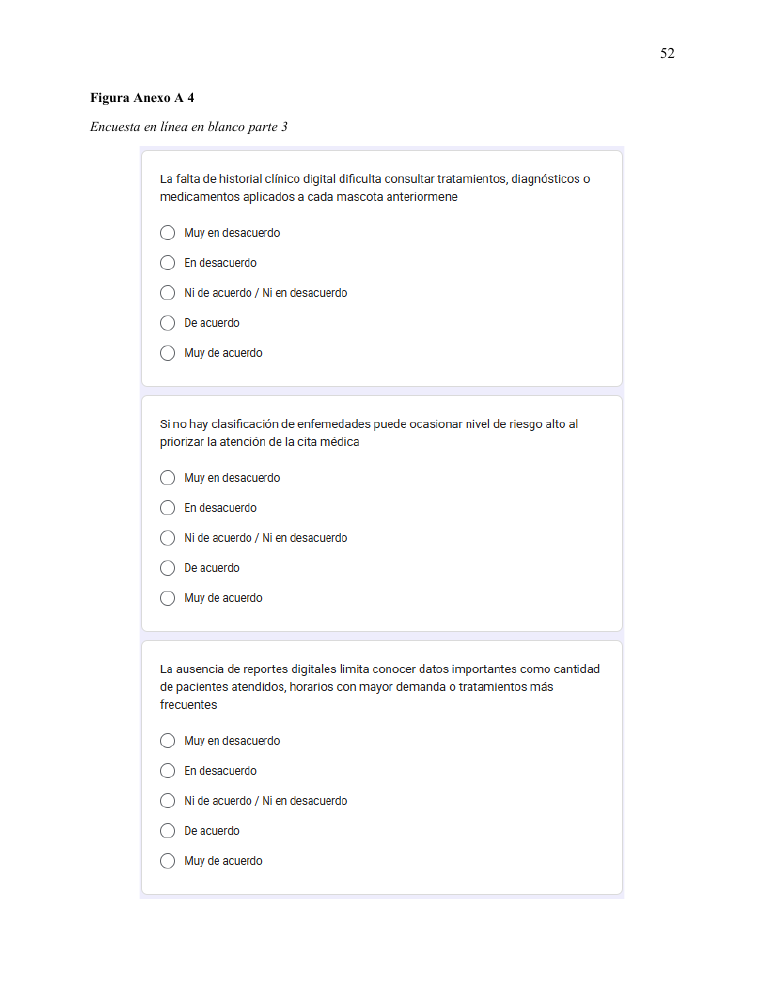 52
Figura Anexo A 4
Encuesta en línea en blanco parte 3
La falta de historial clínico digital dificulta consultar tratamientos, diagnósticos o
medicamentos aplicados a cada mascota anteriormene
Muy en desacuerdo
En desacuerdo
Ni de acuerdo / Ni en desacuerdo
De acuerdo
Muy de acuerdo
Si no hay clasificación de enfemedades puede ocasionar nivel de riesgo alto al
priorizar la atención de la cita médica
Muy en desacuerdo
En desacuerdo
Ni de acuerdo / Ni en desacuerdo
De acuerdo
Muy de acuerdo
La ausencia de reportes digitales limita conocer datos importantes como cantidad
de pacientes atendidos, horarios con mayor demanda o tratamientos más
frecuentes
Muy en desacuerdo
En desacuerdo
Ni de acuerdo / Ni en desacuerdo
De acuerdo
Muy de acuerdo